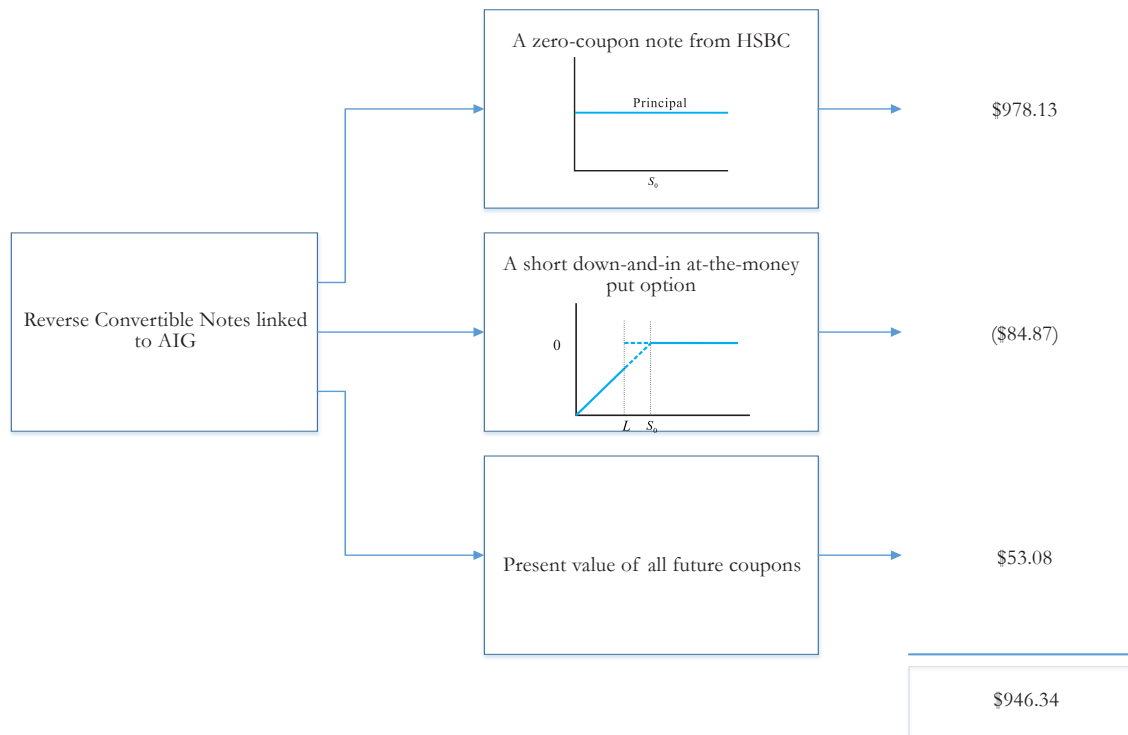 A zero-coupon note from HSBC
Principal
S₀
$978.13
Reverse Convertible Notes linked
to AIG
A short down-and-in at-the-money
put option
0
L S₀
($84.87)
Present value of all future coupons
$53.08
$946.34